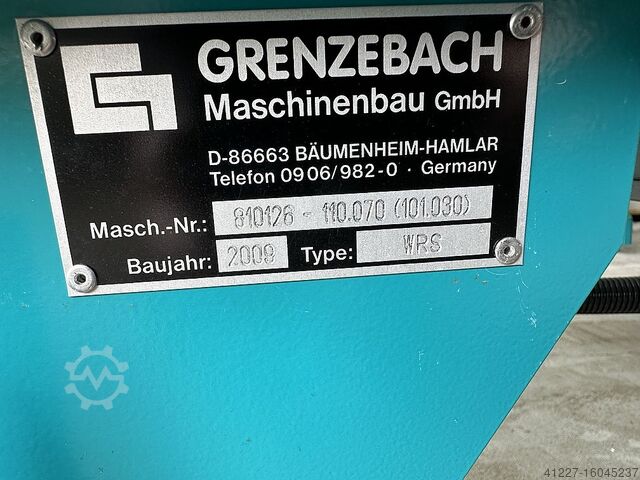 GRENZEBACH
Maschinenbau GmbH
D-86663 BÄUMENHEIM-HAMLAR
Telefon 0906/982-0 · Germany
Masch.-Nr.: 810126 - 110.070 (101.030)
Baujahr: 2009 Type: WRS
41227-16045237